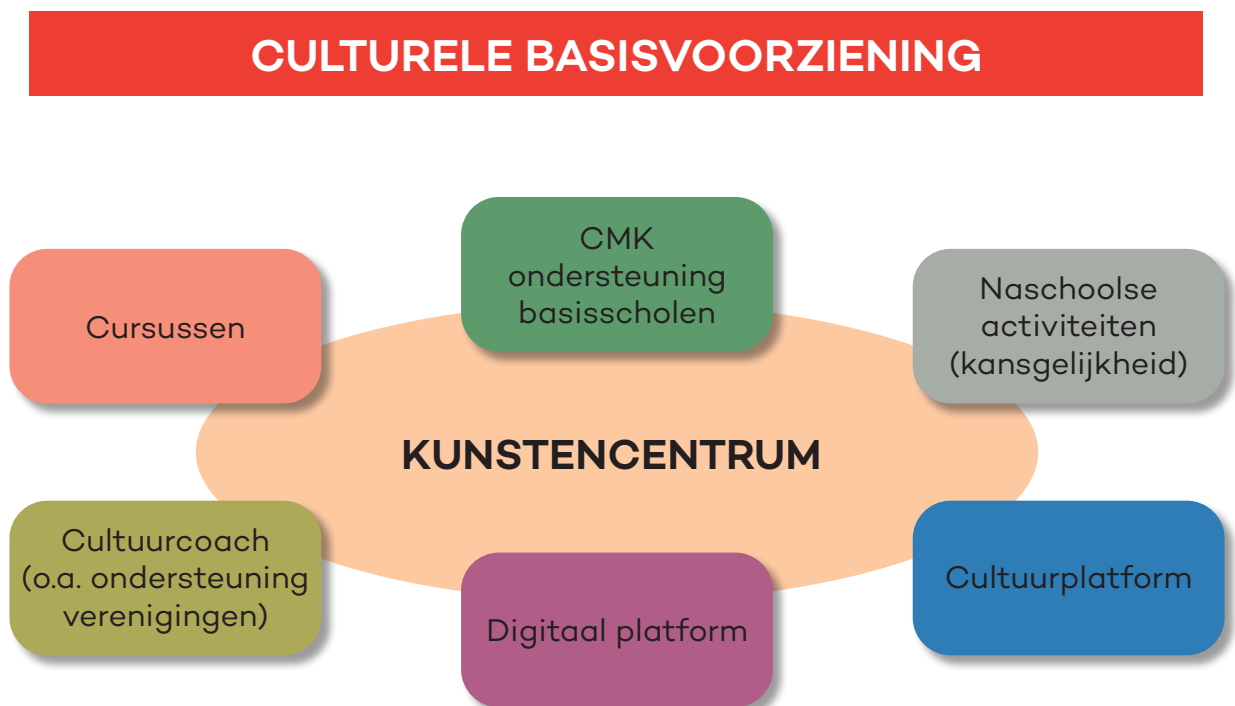 CULTURELE BASISVOORZIENING
CMK
ondersteuning
basisscholen
Cursussen
Naschoolse
activiteiten
(kansgelijkheid)
KUNSTENCENTRUM
Cultuurcoach
(o.a. ondersteuning
verenigingen)
Digitaal platform
Cultuurplatform